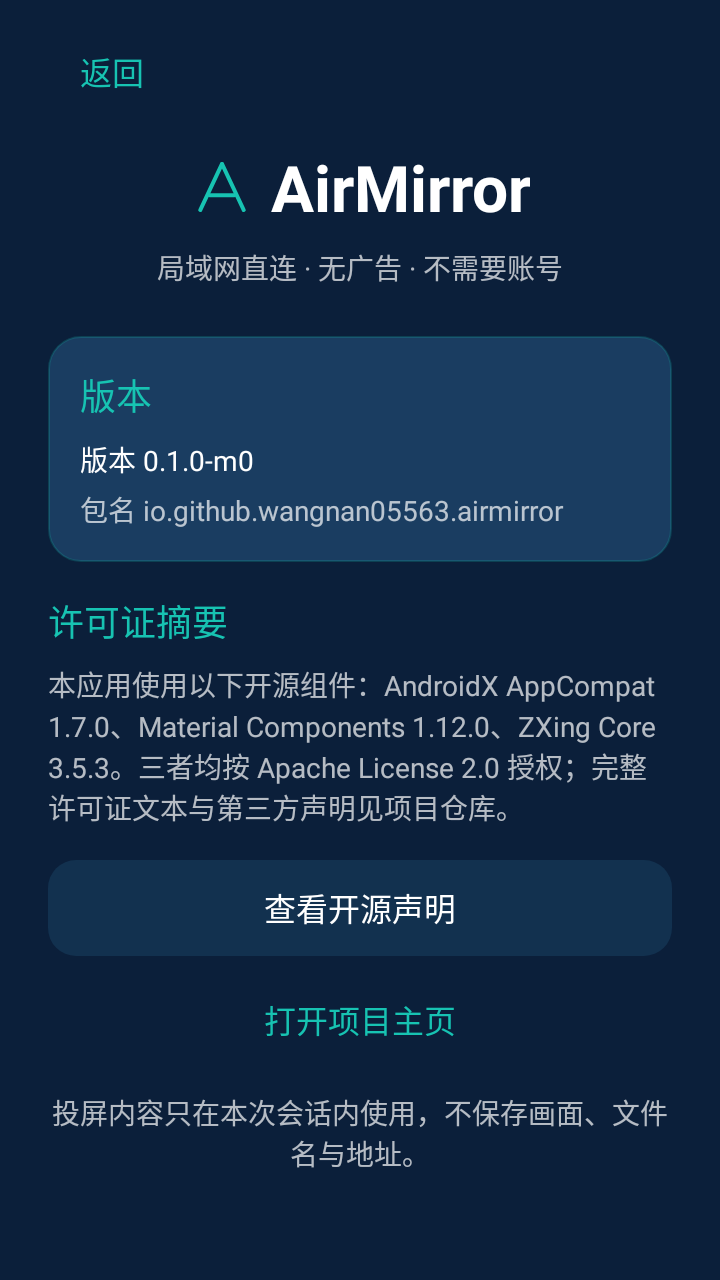 返回
AirMirror
局域网直连 · 无广告 · 不需要账号
版本
版本 0.1.0-m0
包名 io.github.wangnan05563.airmirror
许可证摘要
本应用使用以下开源组件：AndroidX AppCompat
1.7.0、Material Components 1.12.0、ZXing Core
3.5.3。三者均按 Apache License 2.0 授权；完整
许可证文本与第三方声明见项目仓库。
查看开源声明
打开项目主页
投屏内容只在本次会话内使用，不保存画面、文件
名与地址。